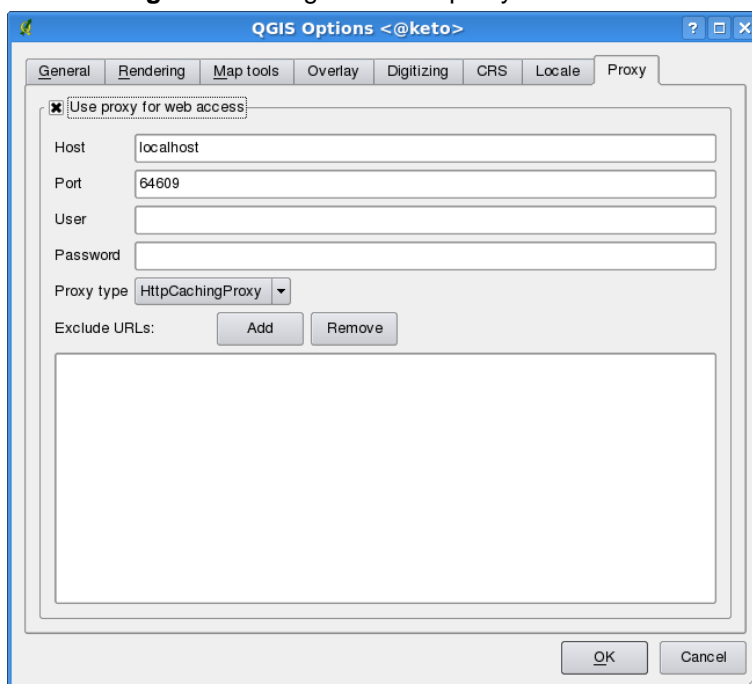 QGIS Options <@keto>
General Rendering Map tools Overlay Digitizing CRS Locale Proxy
Use proxy for web access
Host localhost
Port 64609
User
Password
Proxy type HttpCachingProxy
Exclude URLs: Add Remove
OK Cancel